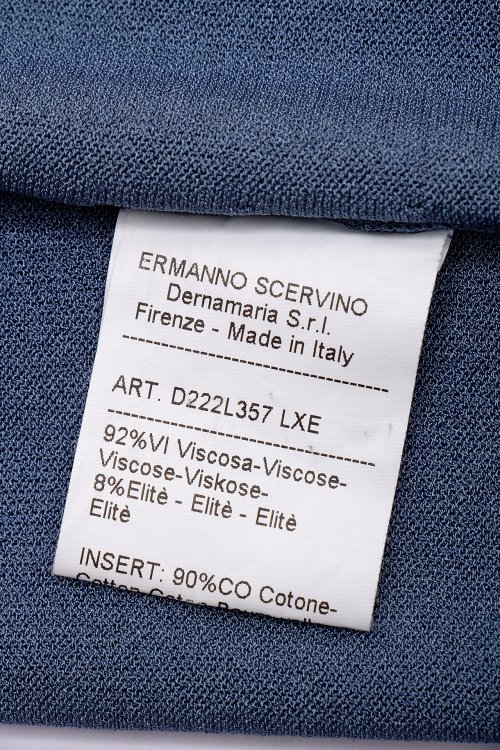 ERMANNO SCERVINO
Dernamaria S.r.l.
Firenze - Made in Italy
ART. D222L357 LXE
92%VI Viscosa-Viscose-
Viscose-Viskose-
8%Elitè - Elitè - Elitè
Elitè
INSERT: 90%CO Cotone-
Cotton